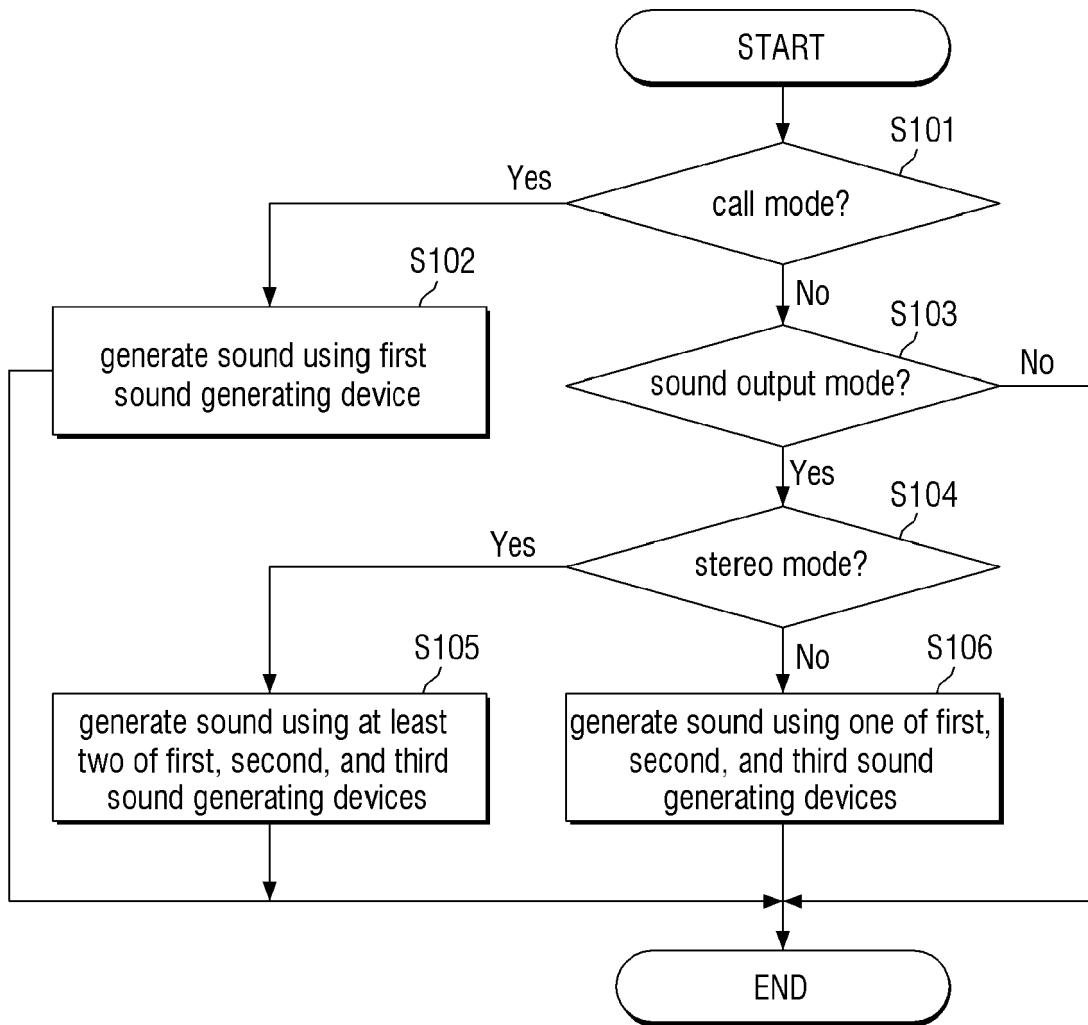 START
S101
Yes
call mode?
S102
No
S103
generate sound using first
sound generating device
sound output mode?
No
Yes
S104
Yes
stereo mode?
S105
No
S106
generate sound using at least
two of first, second, and third
sound generating devices
generate sound using one of first,
second, and third sound
generating devices
END